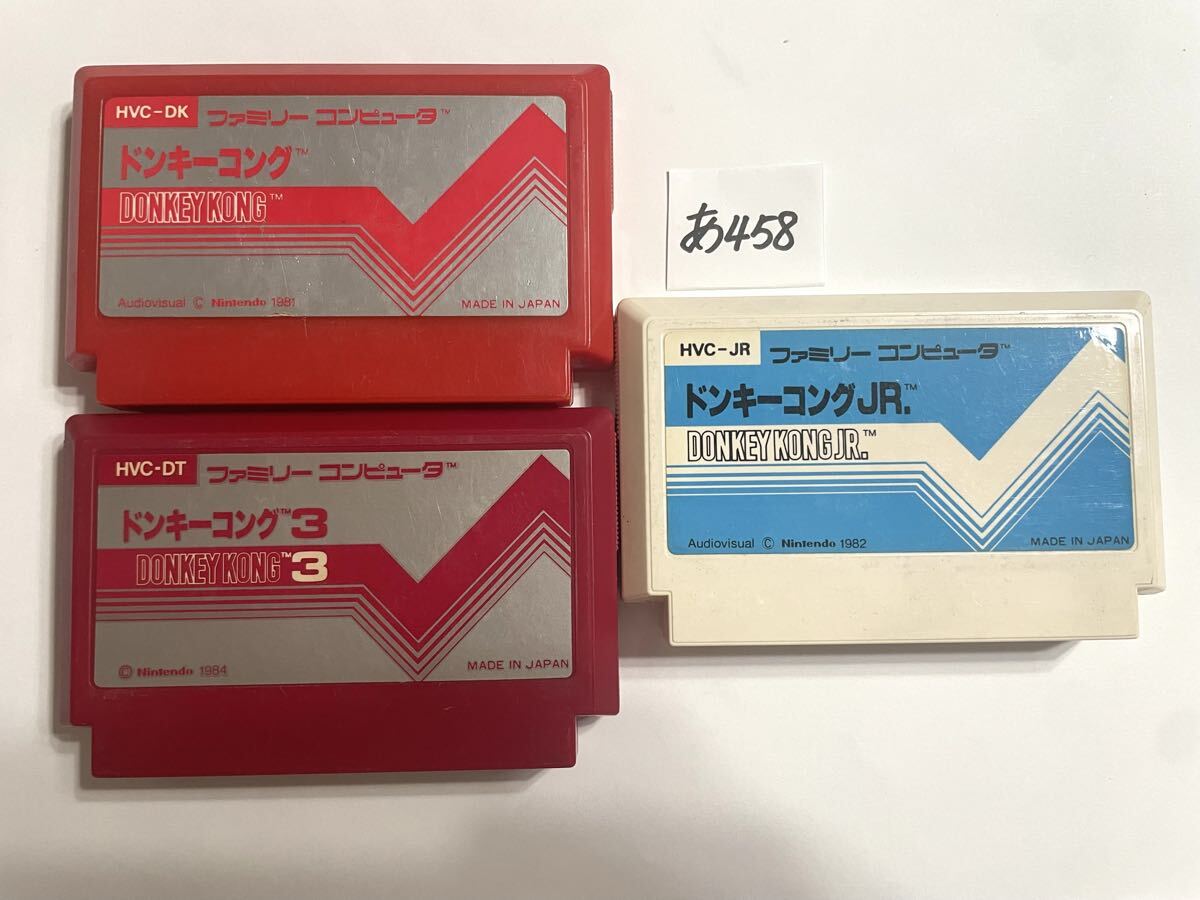 HVC-DK ファミリー コンピュータ™
ドンキーコング™
DONKEY KONG™
Audiovisual © Nintendo 1981 MADE IN JAPAN
あ458
HVC-JR ファミリー コンピュータ™
ドンキーコングJR.™
DONKEY KONG JR.™
Audiovisual © Nintendo 1982 MADE IN JAPAN
HVC-DT ファミリー コンピュータ™
ドンキーコング™3
DONKEY KONG™3
© Nintendo 1984 MADE IN JAPAN